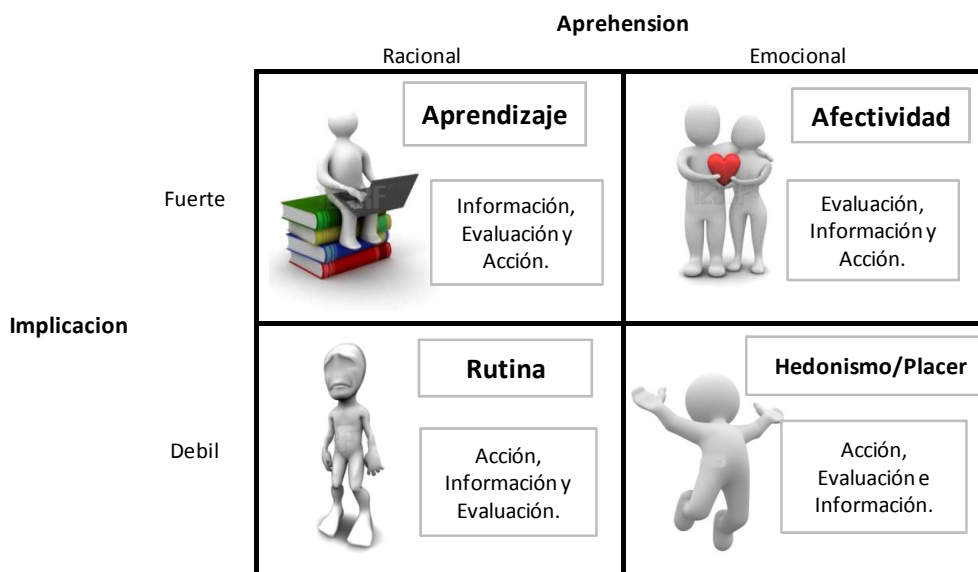 Aprehension
Racional
Emocional
Aprendizaje
Afectividad
Fuerte
Información,
Evaluación y
Acción.
Evaluación,
Información y
Acción.
Implicacion
Rutina
Hedonismo/Placer
Debil
Acción,
Información y
Evaluación.
Acción,
Evaluación e
Información.